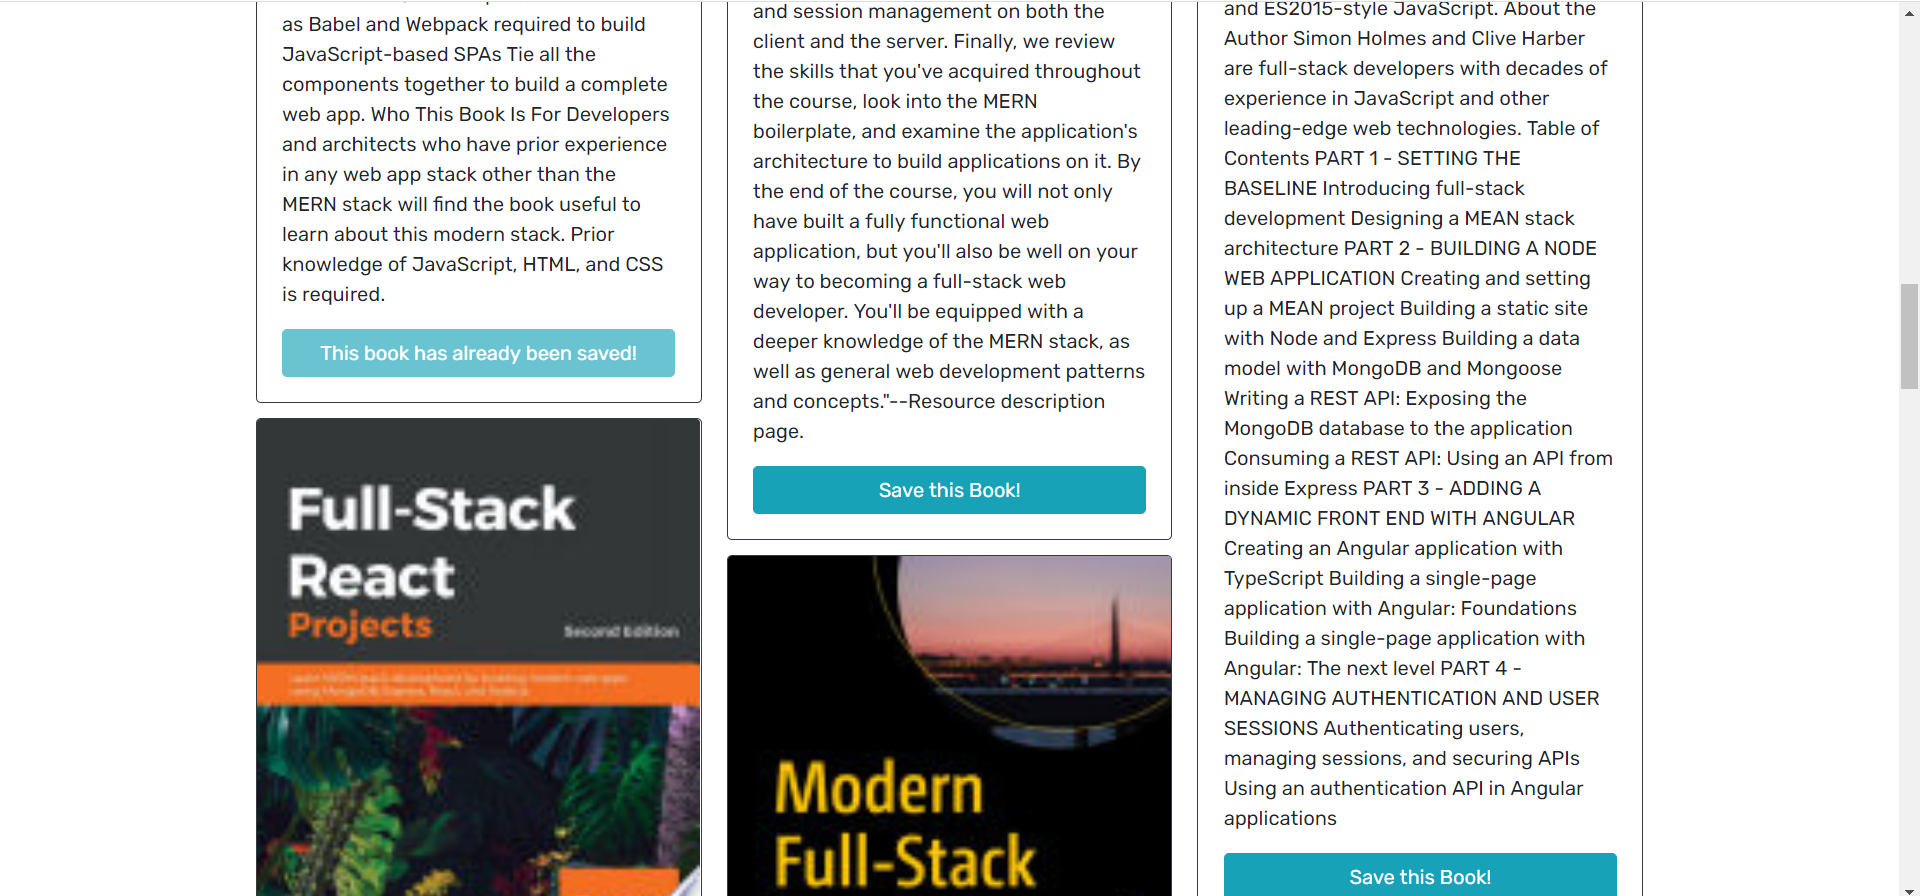 as Babel and Webpack required to build
JavaScript-based SPAs Tie all the
components together to build a complete
web app. Who This Book Is For Developers
and architects who have prior experience
in any web app stack other than the
MERN stack will find the book useful to
learn about this modern stack. Prior
knowledge of JavaScript, HTML, and CSS
is required.
This book has already been saved!
Full-Stack
React
Projects
Second Edition
and session management on both the
client and the server. Finally, we review
the skills that you've acquired throughout
the course, look into the MERN
boilerplate, and examine the application's
architecture to build applications on it. By
the end of the course, you will not only
have built a fully functional web
application, but you'll also be well on your
way to becoming a full-stack web
developer. You'll be equipped with a
deeper knowledge of the MERN stack, as
well as general web development patterns
and concepts."--Resource description
page.
Save this Book!
Modern
Full-Stack
and ES2015-style JavaScript. About the
Author Simon Holmes and Clive Harber
are full-stack developers with decades of
experience in JavaScript and other
leading-edge web technologies. Table of
Contents PART 1 - SETTING THE
BASELINE Introducing full-stack
development Designing a MEAN stack
architecture PART 2 - BUILDING A NODE
WEB APPLICATION Creating and setting
up a MEAN project Building a static site
with Node and Express Building a data
model with MongoDB and Mongoose
Writing a REST API: Exposing the
MongoDB database to the application
Consuming a REST API: Using an API from
inside Express PART 3 - ADDING A
DYNAMIC FRONT END WITH ANGULAR
Creating an Angular application with
TypeScript Building a single-page
application with Angular: Foundations
Building a single-page application with
Angular: The next level PART 4 -
MANAGING AUTHENTICATION AND USER
SESSIONS Authenticating users,
managing sessions, and securing APIs
Using an authentication API in Angular
applications
Save this Book!